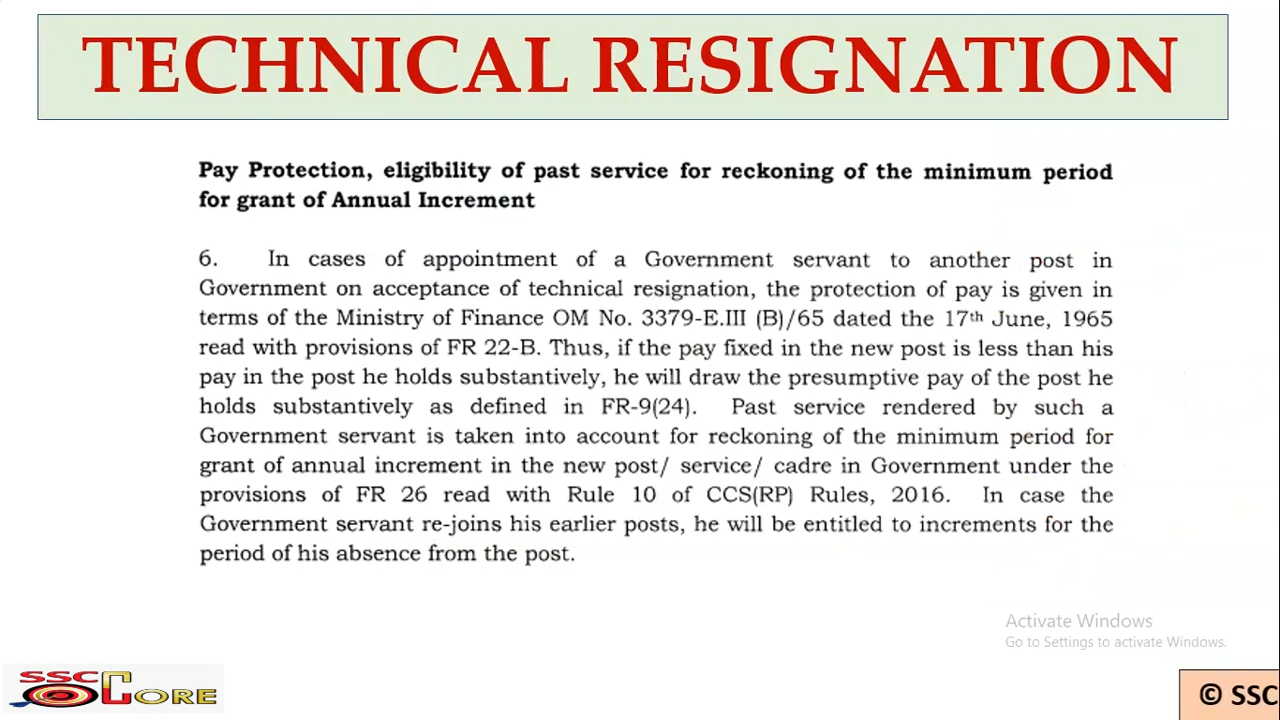 TECHNICAL RESIGNATION
Pay Protection, eligibility of past service for reckoning of the minimum period
for grant of Annual Increment
6. In cases of appointment of a Government servant to another post in
Government on acceptance of technical resignation, the protection of pay is given in
terms of the Ministry of Finance OM No. 3379-E.III (B)/65 dated the 17th June, 1965
read with provisions of FR 22-B. Thus, if the pay fixed in the new post is less than his
pay in the post he holds substantively, he will draw the presumptive pay of the post he
holds substantively as defined in FR-9(24). Past service rendered by such a
Government servant is taken into account for reckoning of the minimum period for
grant of annual increment in the new post/ service/ cadre in Government under the
provisions of FR 26 read with Rule 10 of CCS(RP) Rules, 2016. In case the
Government servant re-joins his earlier posts, he will be entitled to increments for the
period of his absence from the post.
Activate Windows
Go to Settings to activate Windows.
SSC
CORE
© SSC